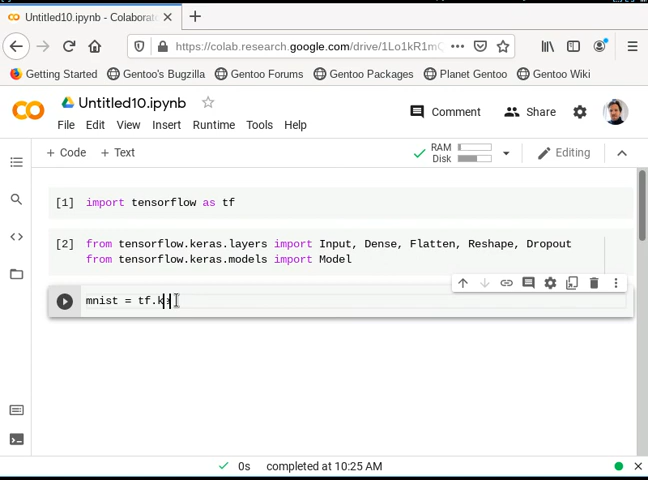 Untitled10.ipynb - Colaborat
https://colab.research.google.com/drive/1Lo1kR1mC
Getting Started Gentoo's Bugzilla Gentoo Forums Gentoo Packages Planet Gentoo Gentoo Wiki
Untitled10.ipynb
Comment Share
File Edit View Insert Runtime Tools Help
+ Code + Text RAM Disk Editing
[1] import tensorflow as tf
[2] from tensorflow.keras.layers import Input, Dense, Flatten, Reshape, Dropout
from tensorflow.keras.models import Model
mnist = tf.k
0s completed at 10:25 AM